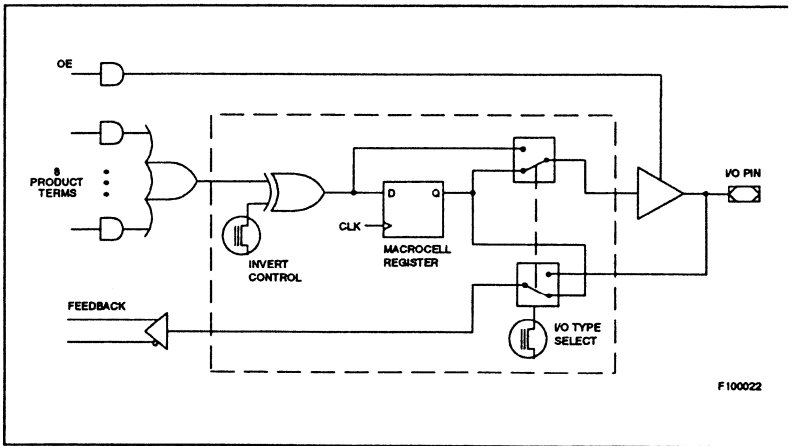 OE
8
PRODUCT
TERMS
I/O PIN
D
Q
CLK
MACROCELL
REGISTER
INVERT
CONTROL
FEEDBACK
I/O TYPE
SELECT
F100022